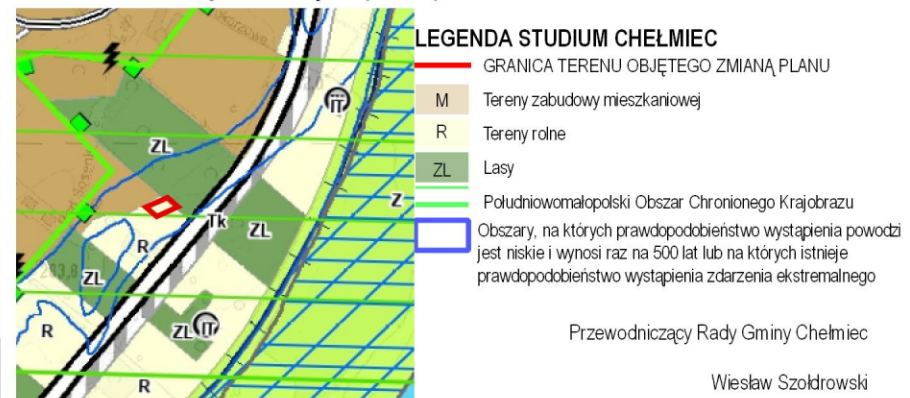 LEGENDA STUDIUM CHEŁMIEC
GRANICA TERENU OBJĘTEGO ZMIANĄ PLANU
M Tereny zabudowy mieszkaniowej
R Tereny rolne
ZL Lasy
Południowomałopolski Obszar Chronionego Krajobrazu
Obszary, na których prawdopodobieństwo wystąpienia powodzi
jest niskie i wynosi raz na 500 lat lub na których istnieje
prawdopodobieństwo wystąpienia zdarzenia ekstremalnego
Przewodniczący Rady Gminy Chełmiec
Wiesław Szołdrowski
IT
ZL
Z
Tk
ZL
R
ZL
ZL IT
R
R